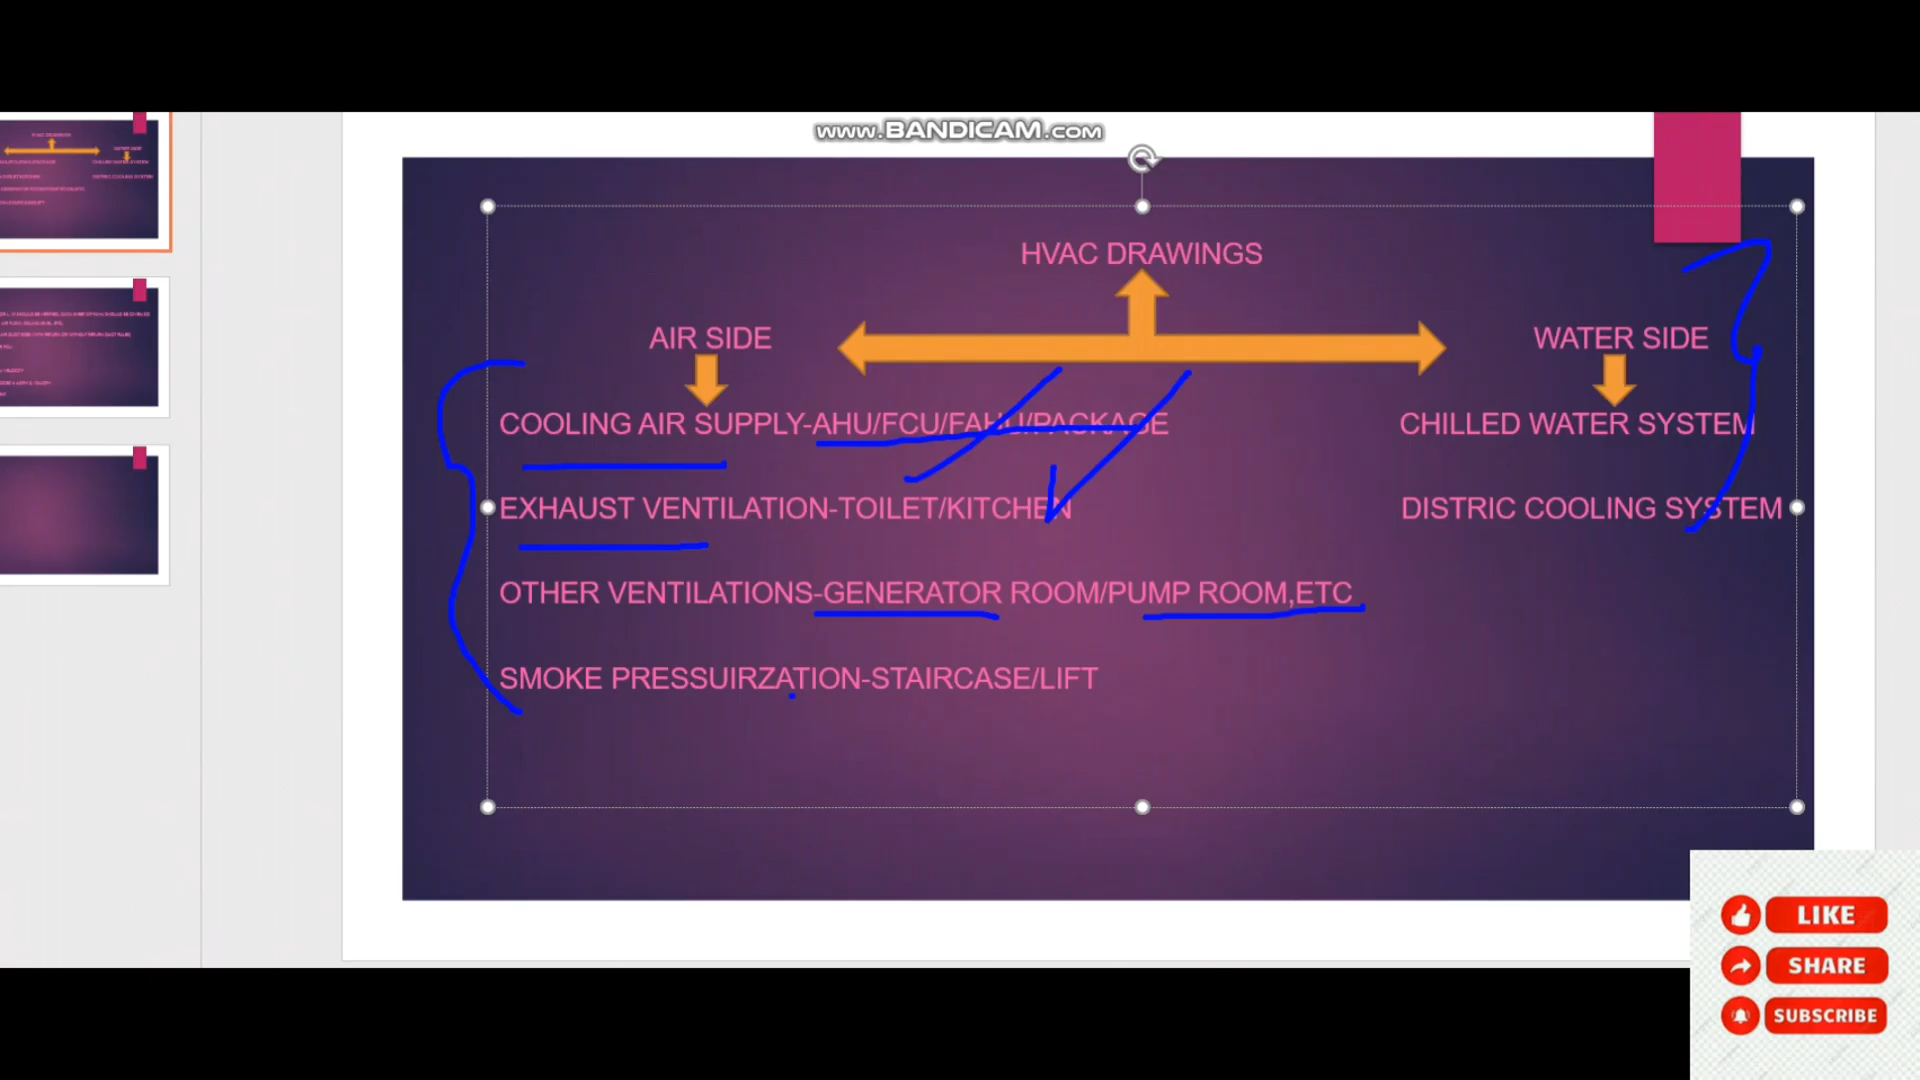 www.BANDICAM.com
HVAC DRAWINGS
AIR SIDE
WATER SIDE
COOLING AIR SUPPLY-AHU/FCU/FAHU/PACKAGE
CHILLED WATER SYSTEM
EXHAUST VENTILATION-TOILET/KITCHEN
DISTRIC COOLING SYSTEM
OTHER VENTILATIONS-GENERATOR ROOM/PUMP ROOM,ETC
SMOKE PRESSUIRZATION-STAIRCASE/LIFT
LIKE
SHARE
SUBSCRIBE